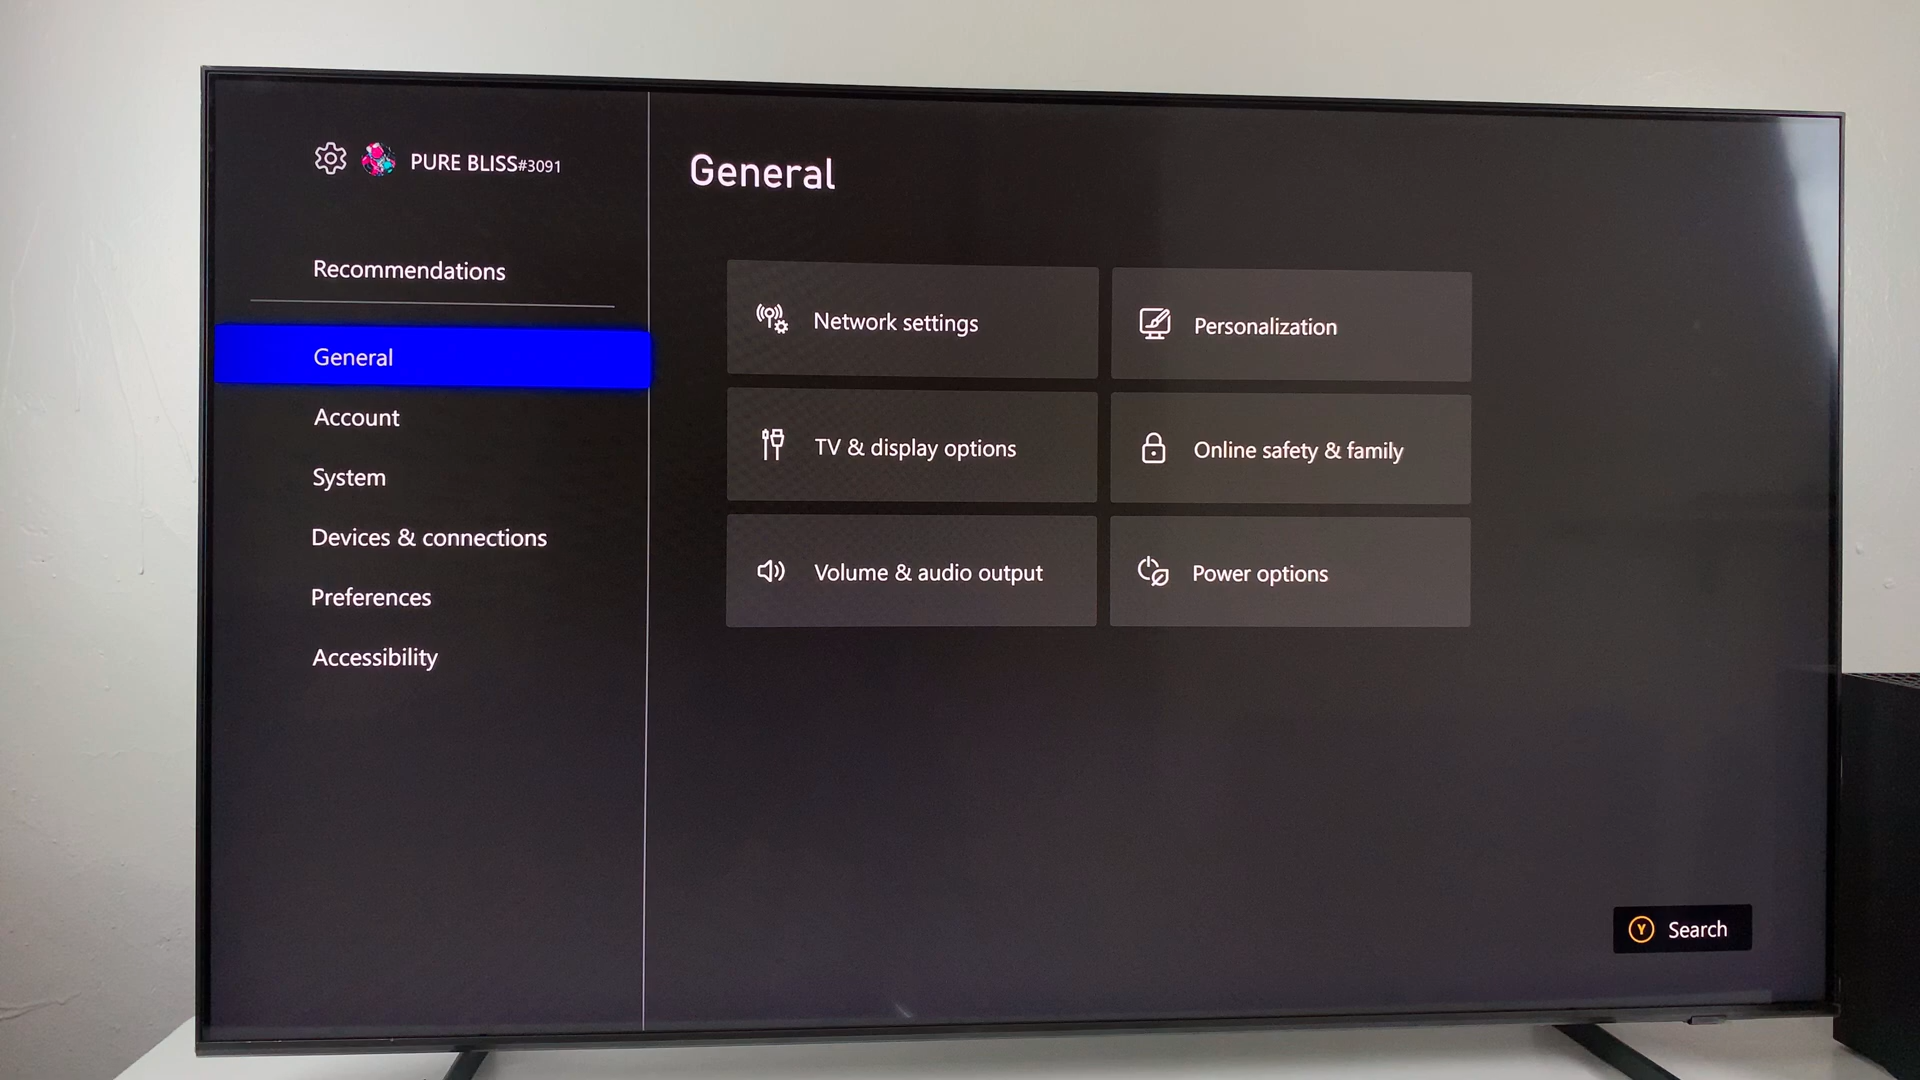 PURE BLISS#3091
Recommendations
General
Account
System
Devices & connections
Preferences
Accessibility
General
Network settings
Personalization
TV & display options
Online safety & family
Volume & audio output
Power options
Y Search